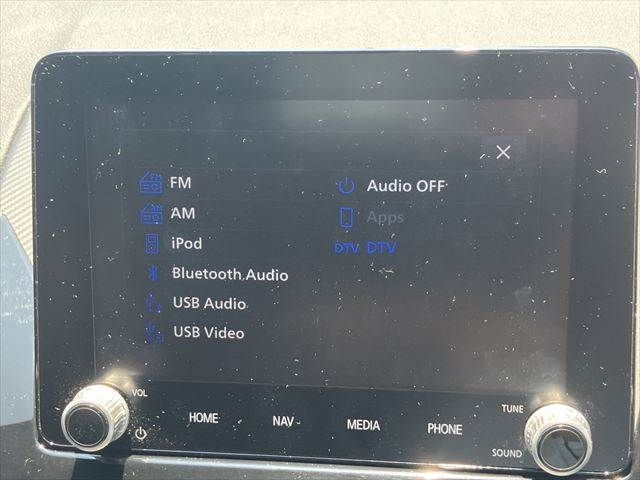 FM
AM
iPod
Bluetooth Audio
USB Audio
USB Video
Audio OFF
Apps
DTV DTV
VOL
HOME
NAV
MEDIA
PHONE
TUNE
SOUND